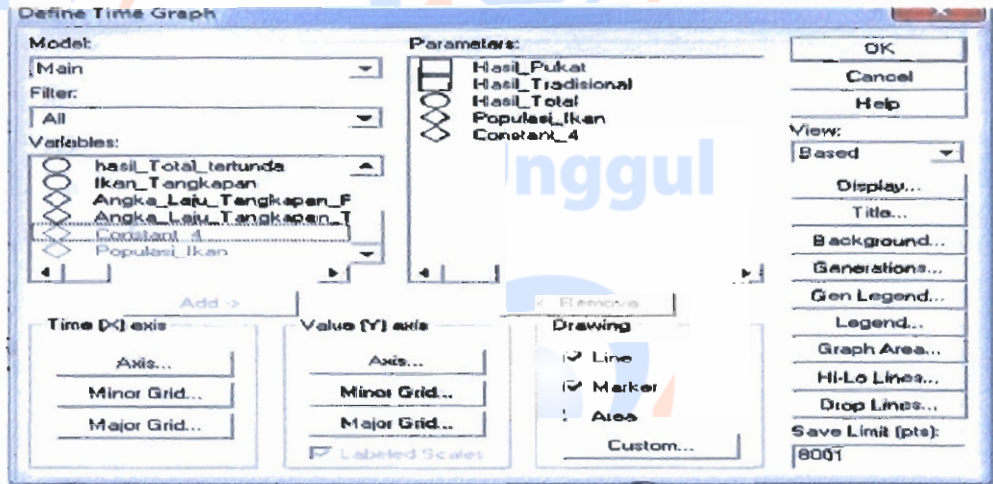 Define Time Graph
Model:
Main
Filter:
All
Variables:
hasil_Total_tertunda
Ikan_Tangkapan
Angka_Laju_Tangkapan_P
Angka_Laju_Tangkapan_T
Constant_4
Populasi_Ikan
Add ->
Parameters:
Hasil_Pukat
Hasil_Tradisional
Hasil_Total
Populasi_Ikan
Constant_4
<- Remove
Time (X) axis
Axis...
Minor Grid...
Major Grid...
Value (Y) axis
Axis...
Minor Grid...
Major Grid...
Labeled Scales
Drawing
Line
Marker
Area
Custom...
OK
Cancel
Help
View:
Based
Display...
Title...
Background...
Generations...
Gen Legend...
Legend...
Graph Area...
Hi-Lo Lines...
Drop Lines...
Save Limit (pts):
8001
nggul